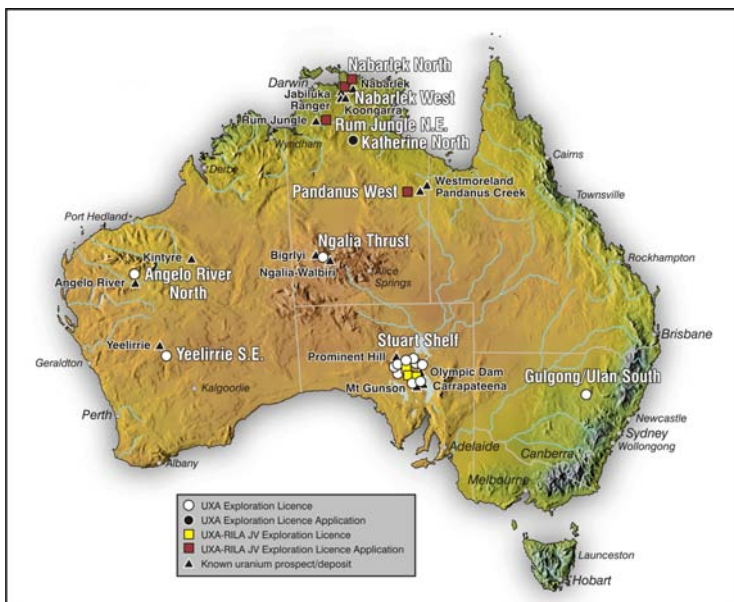 Nabarlek North
Darwin
Nabarlek
Jabiluka
Ranger
Nabarlek West
Koongarra
Rum Jungle
Rum Jungle N.E.
Katherine North
Wyndham
Derby
Cairns
Westmoreland
Pandanus West
Pandanus Creek
Townsville
Port Hedland
Ngalia Thrust
Kintyre
Bigrlyi
Angelo River
North
Ngalia-Walbiri
Alice
Springs
Rockhampton
Angelo River
Stuart Shelf
Brisbane
Yeelirrie
Yeelirrie S.E.
Prominent Hill
Geraldton
Olympic Dam
Gulgong/Ulan South
Kalgoorlie
Mt Gunson
Carrapateena
Perth
Newcastle
Sydney
Wollongong
Adelaide
Canberra
Albany
Melbourne
UXA Exploration Licence
UXA Exploration Licence Application
UXA-RILA JV Exploration Licence
UXA-RILA JV Exploration Licence Application
Known uranium prospect/deposit
Launceston
Hobart